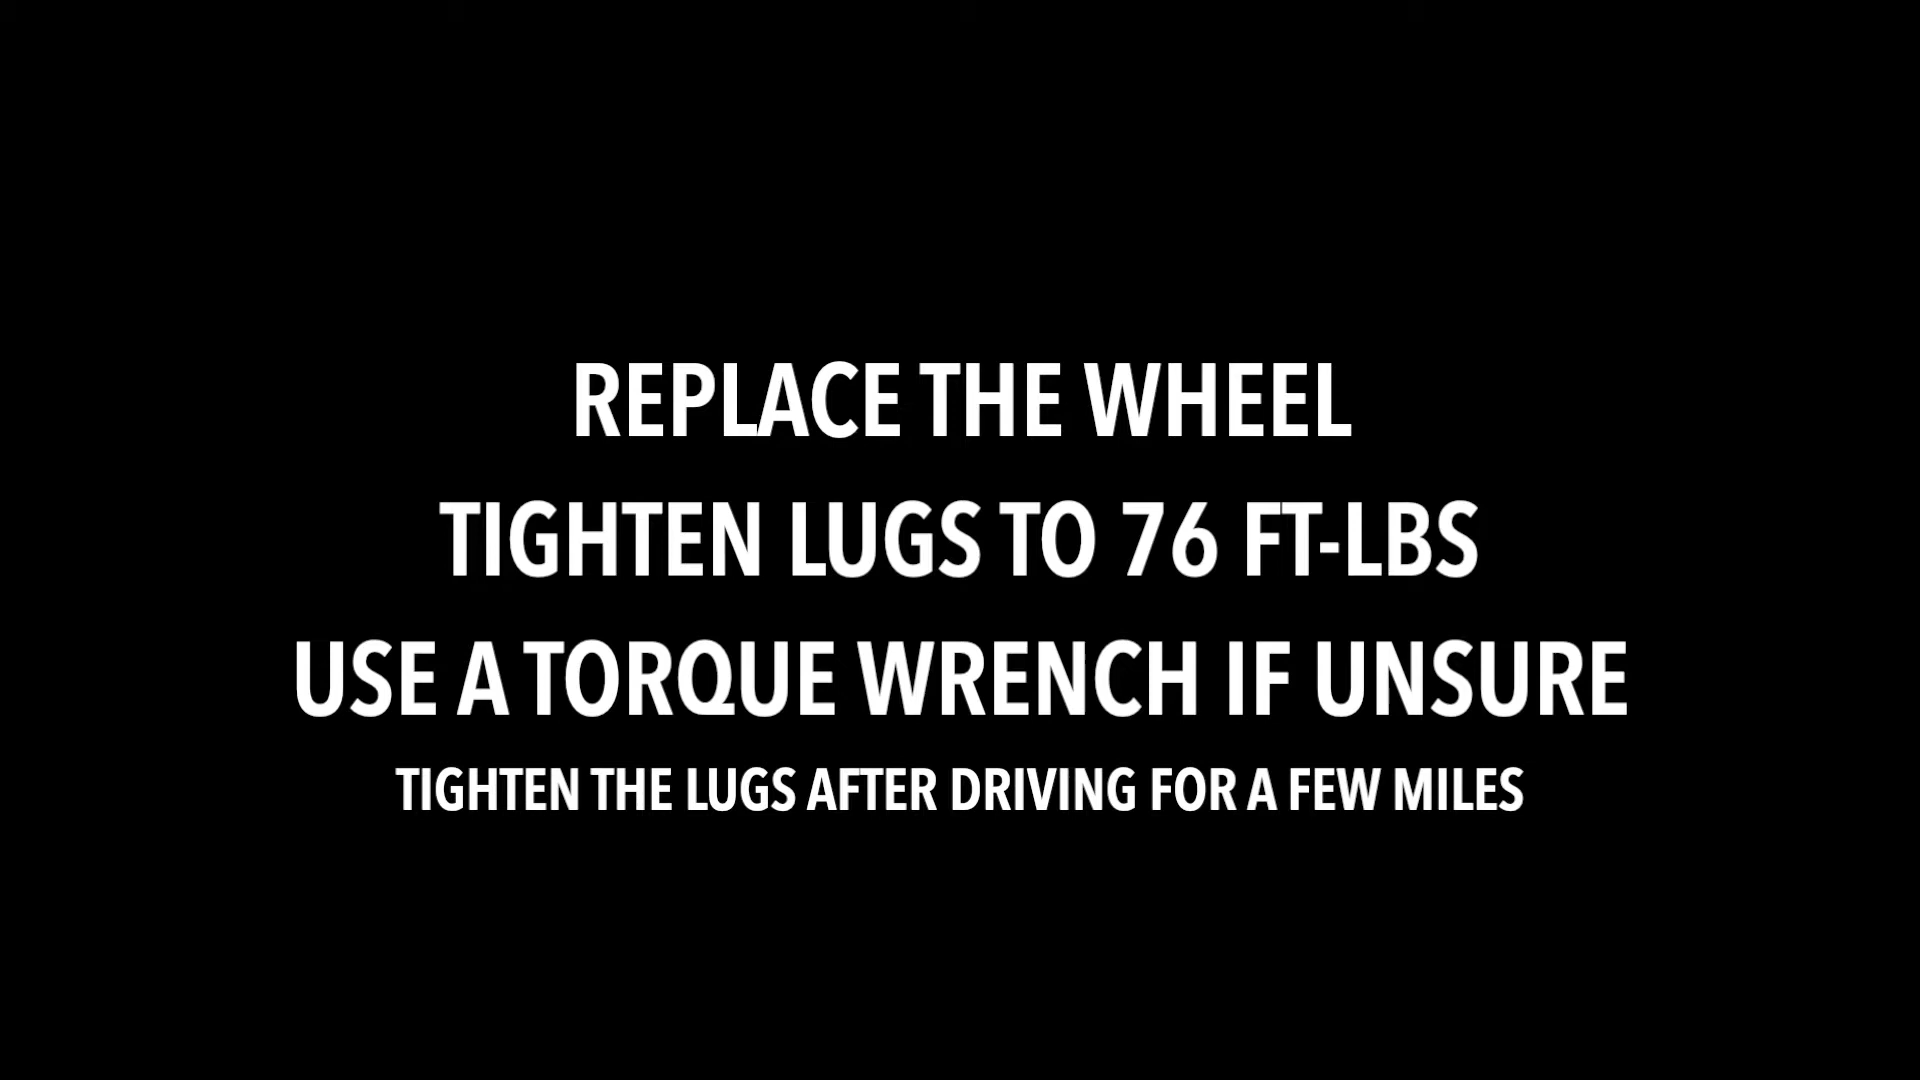 REPLACE THE WHEEL
TIGHTEN LUGS TO 76 FT-LBS
USE A TORQUE WRENCH IF UNSURE
TIGHTEN THE LUGS AFTER DRIVING FOR A FEW MILES